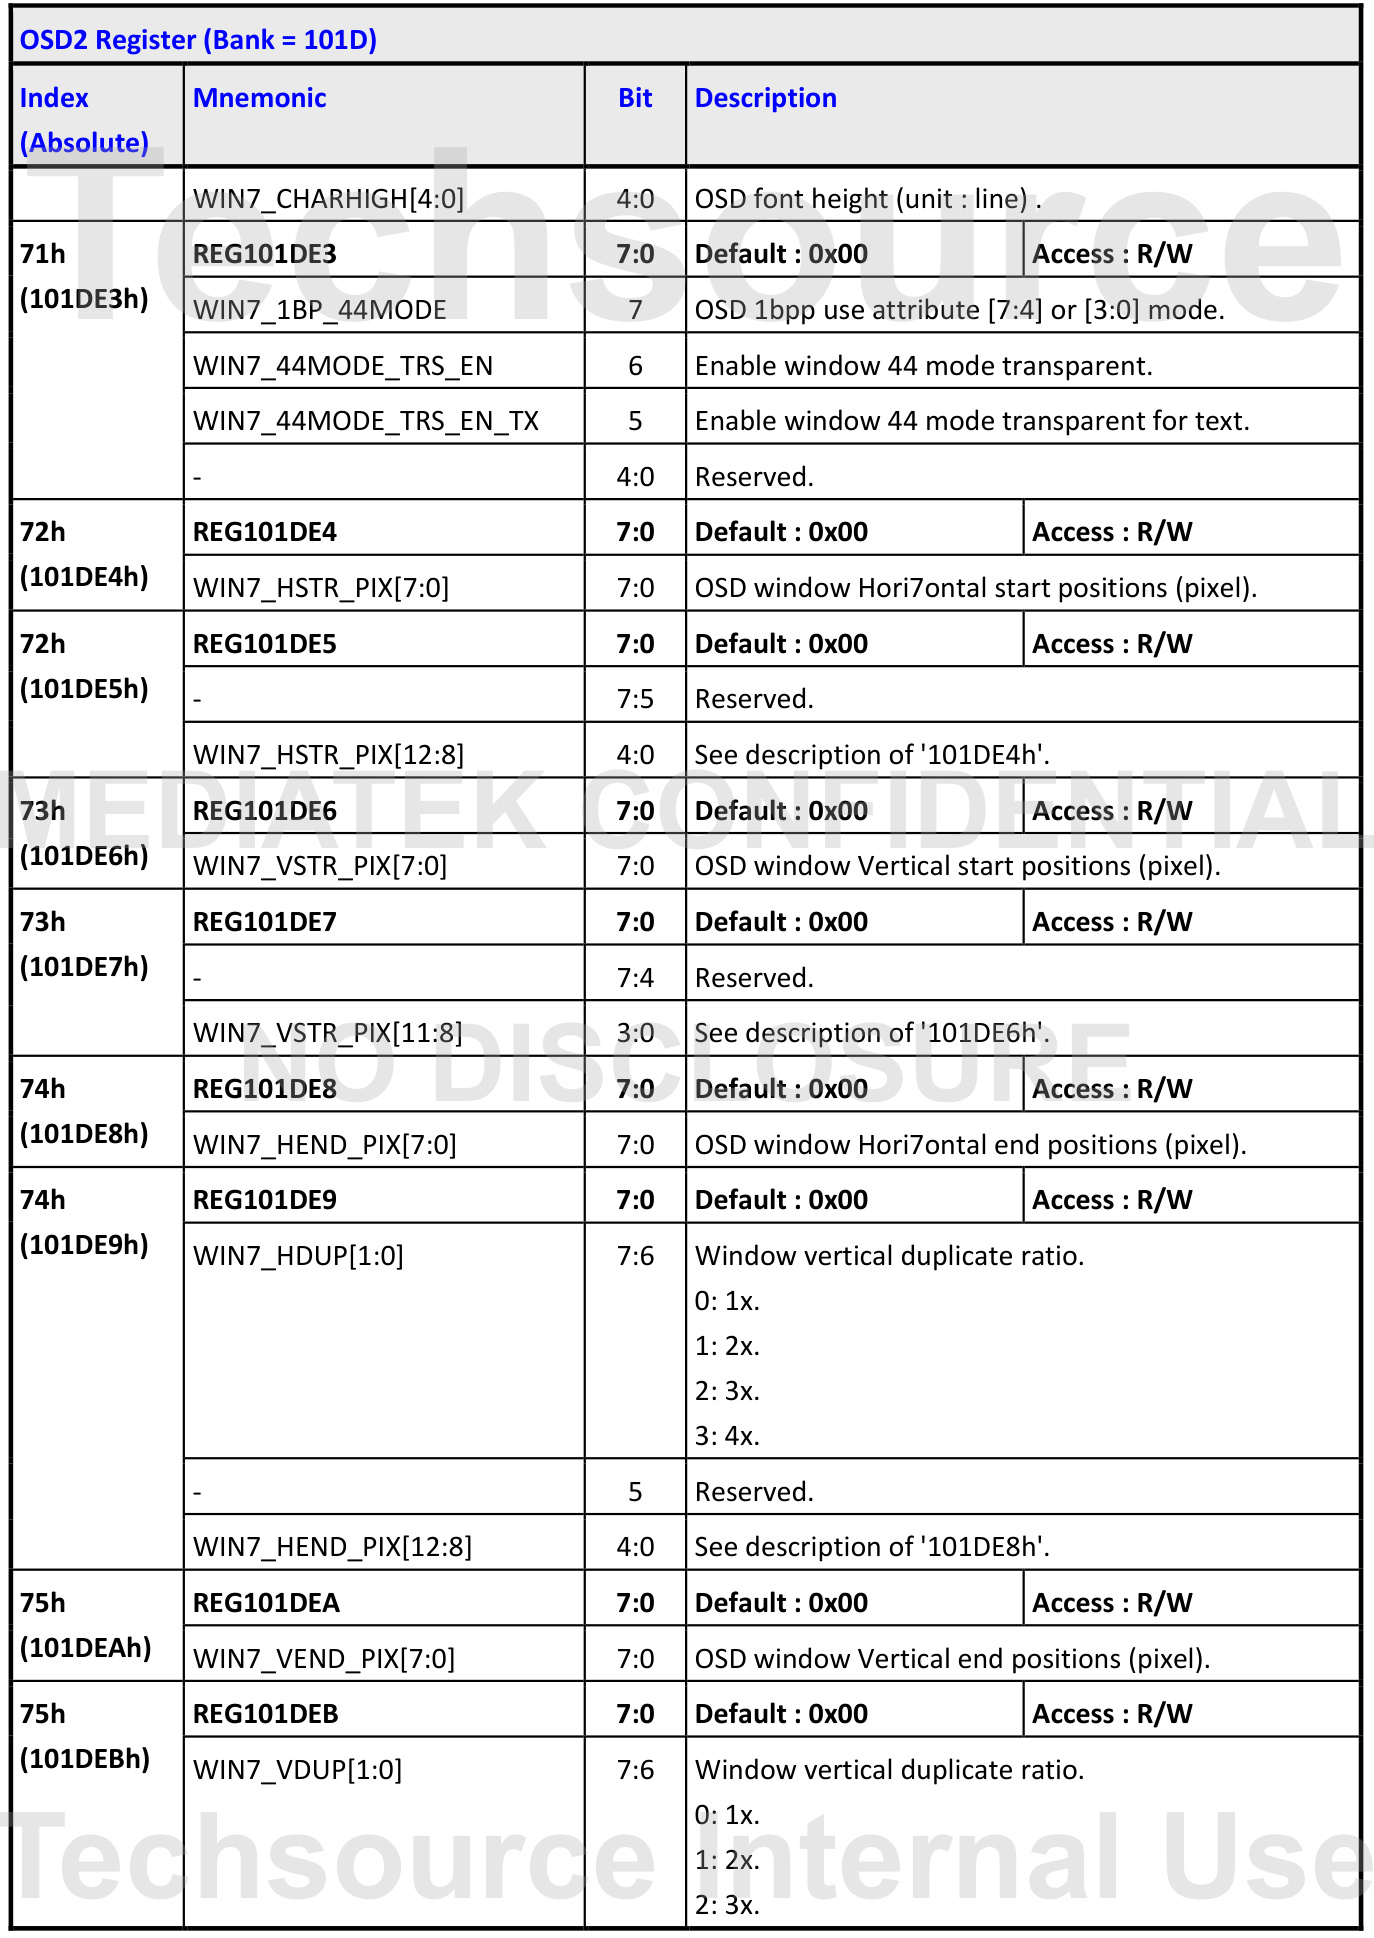 OSD2 Register (Bank = 101D)
Index
(Absolute)
Mnemonic
Bit
Description
WIN7_CHARHIGH[4:0] 4:0 OSD font height (unit : line) .
71h
(101DE3h)
REG101DE3 7:0 Default : 0x00 Access : R/W
WIN7_1BP_44MODE 7 OSD 1bpp use attribute [7:4] or [3:0] mode.
WIN7_44MODE_TRS_EN 6 Enable window 44 mode transparent.
WIN7_44MODE_TRS_EN_TX 5 Enable window 44 mode transparent for text.
- 4:0 Reserved.
72h
(101DE4h)
REG101DE4 7:0 Default : 0x00 Access : R/W
WIN7_HSTR_PIX[7:0] 7:0 OSD window Hori7ontal start positions (pixel).
72h
(101DE5h)
REG101DE5 7:0 Default : 0x00 Access : R/W
- 7:5 Reserved.
WIN7_HSTR_PIX[12:8] 4:0 See description of '101DE4h'.
73h
(101DE6h)
REG101DE6 7:0 Default : 0x00 Access : R/W
WIN7_VSTR_PIX[7:0] 7:0 OSD window Vertical start positions (pixel).
73h
(101DE7h)
REG101DE7 7:0 Default : 0x00 Access : R/W
- 7:4 Reserved.
WIN7_VSTR_PIX[11:8] 3:0 See description of '101DE6h'.
74h
(101DE8h)
REG101DE8 7:0 Default : 0x00 Access : R/W
WIN7_HEND_PIX[7:0] 7:0 OSD window Hori7ontal end positions (pixel).
74h
(101DE9h)
REG101DE9 7:0 Default : 0x00 Access : R/W
WIN7_HDUP[1:0] 7:6 Window vertical duplicate ratio.
0: 1x.
1: 2x.
2: 3x.
3: 4x.
- 5 Reserved.
WIN7_HEND_PIX[12:8] 4:0 See description of '101DE8h'.
75h
(101DEAh)
REG101DEA 7:0 Default : 0x00 Access : R/W
WIN7_VEND_PIX[7:0] 7:0 OSD window Vertical end positions (pixel).
75h
(101DEBh)
REG101DEB 7:0 Default : 0x00 Access : R/W
WIN7_VDUP[1:0] 7:6 Window vertical duplicate ratio.
0: 1x.
1: 2x.
2: 3x.
Techsource
MEDIATEK CONFIDENTIAL
NO DISCLOSURE
Techsource Internal Use